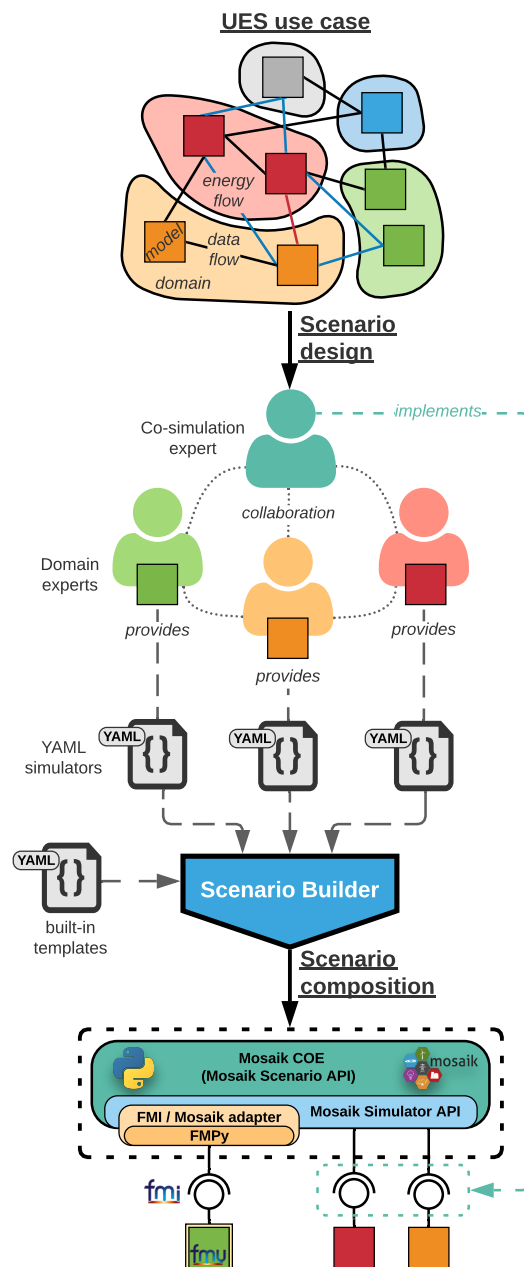 UES use case
energy
flow
model
data
flow
domain
Scenario
design
implements
Co-simulation
expert
collaboration
Domain
experts
provides
provides
provides
YAML
YAML
YAML
YAML
simulators
YAML
Scenario Builder
built-in
templates
Scenario
composition
Mosaik COE
(Mosaik Scenario API)
mosaik
Mosaik Simulator API
FMI / Mosaik adapter
FMPy
fmi
fmu